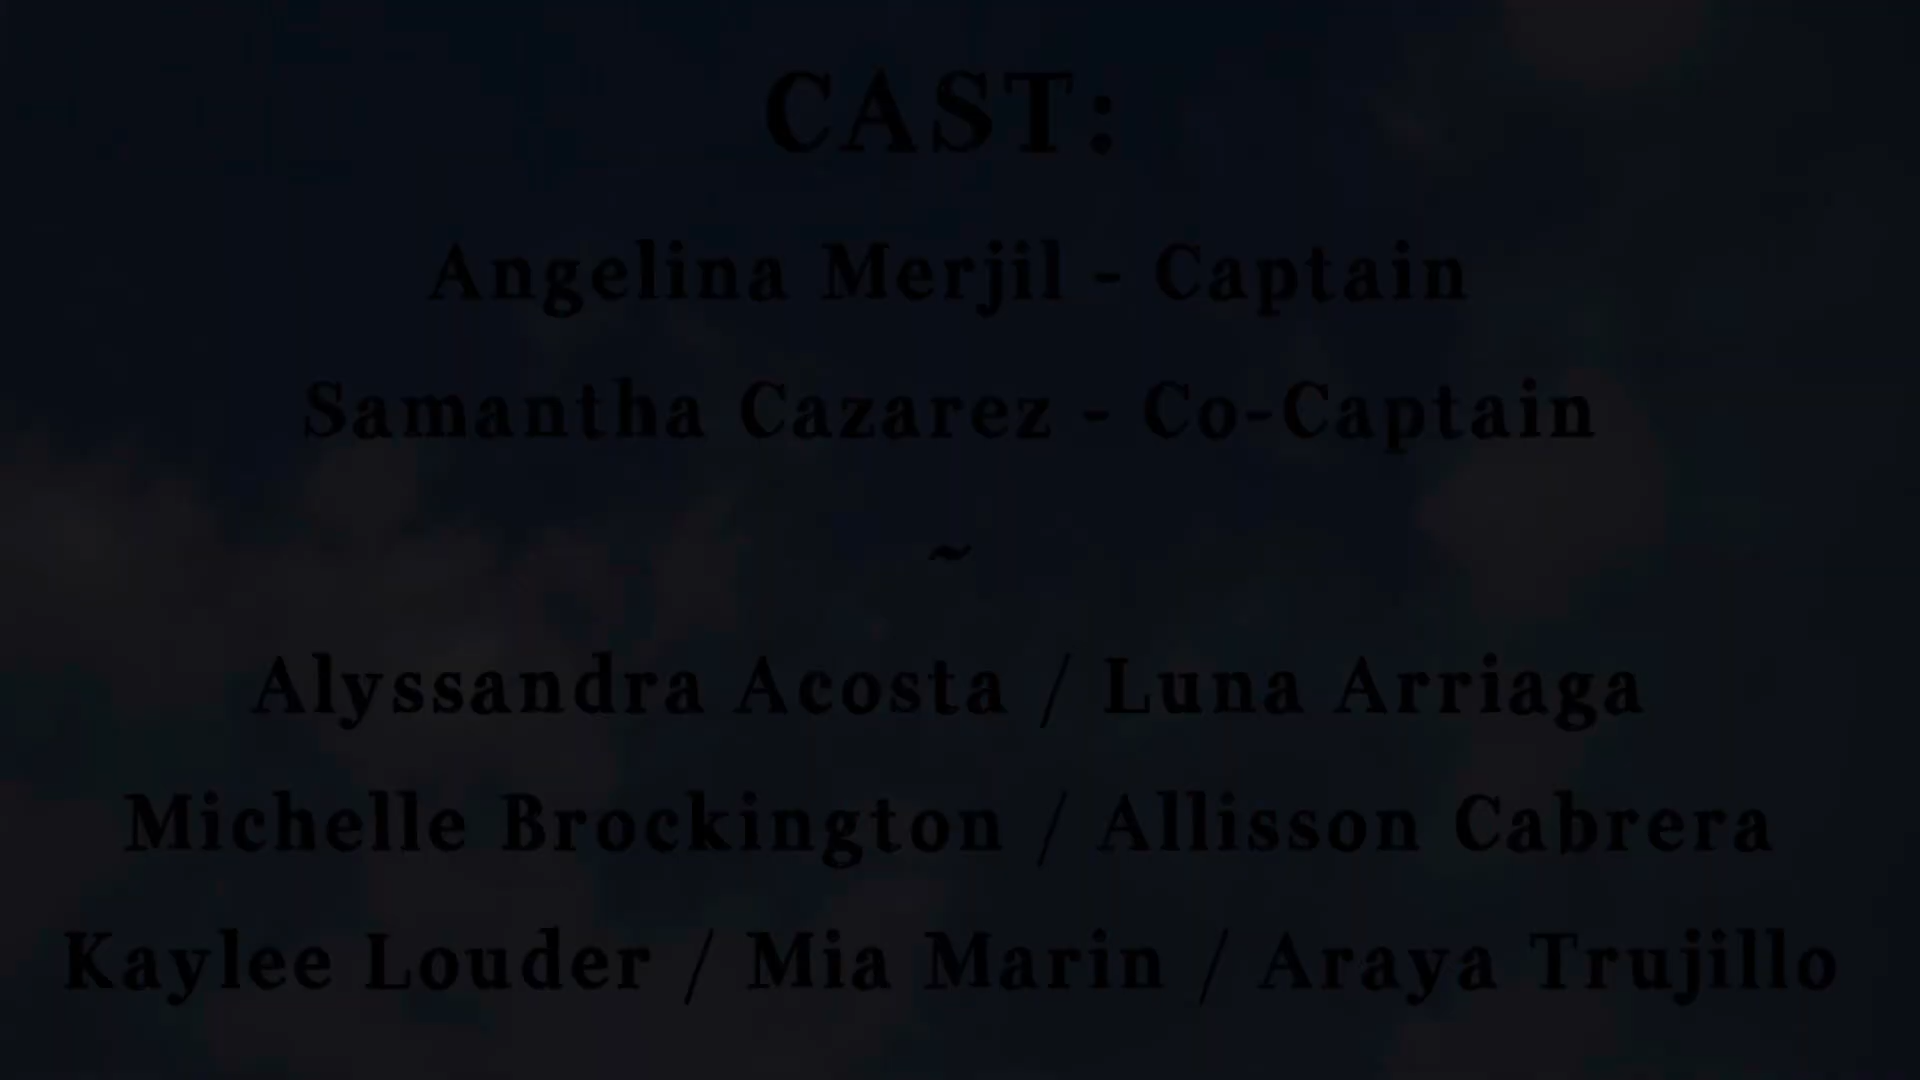 CAST:
Angelina Merjil - Captain
Samantha Cazarez - Co-Captain
~
Alyssandra Acosta / Luna Arriaga
Michelle Brockington / Allisson Cabrera
Kaylee Louder / Mia Marin / Araya Trujillo